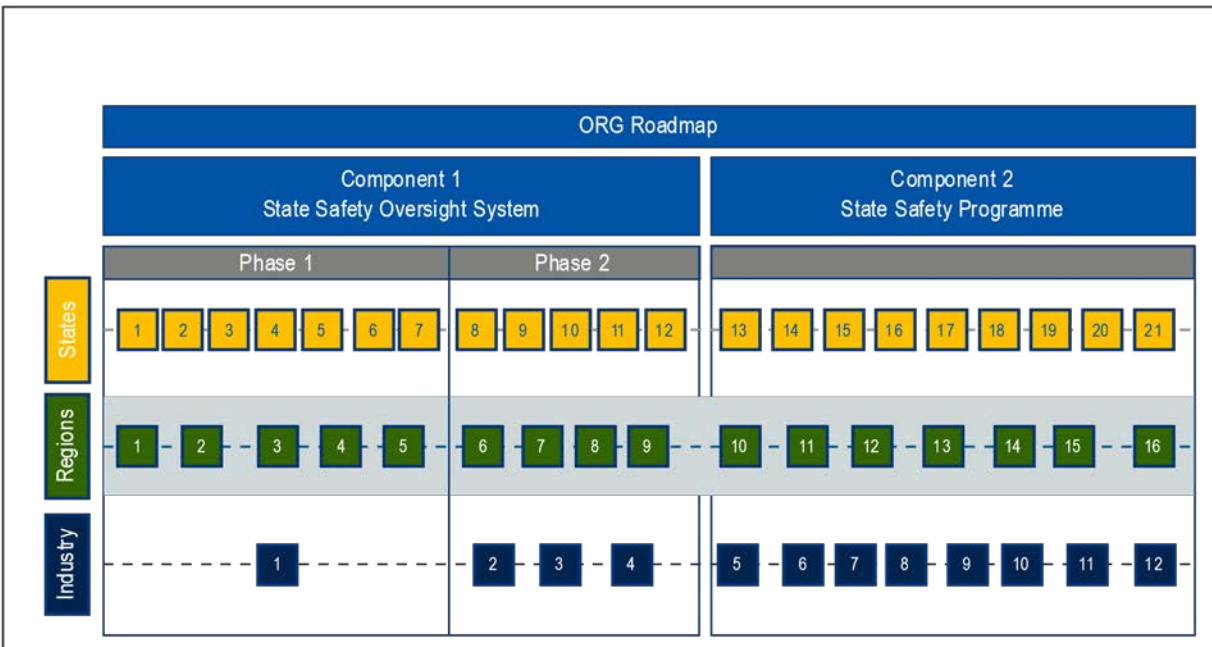 ORG Roadmap
Component 1
State Safety Oversight System
Component 2
State Safety Programme
Phase 1
Phase 2
States
1 2 3 4 5 6 7 8 9 10 11 12 13 14 15 16 17 18 19 20 21
Regions
1 2 3 4 5 6 7 8 9 10 11 12 13 14 15 16
Industry
1 2 3 4 5 6 7 8 9 10 11 12